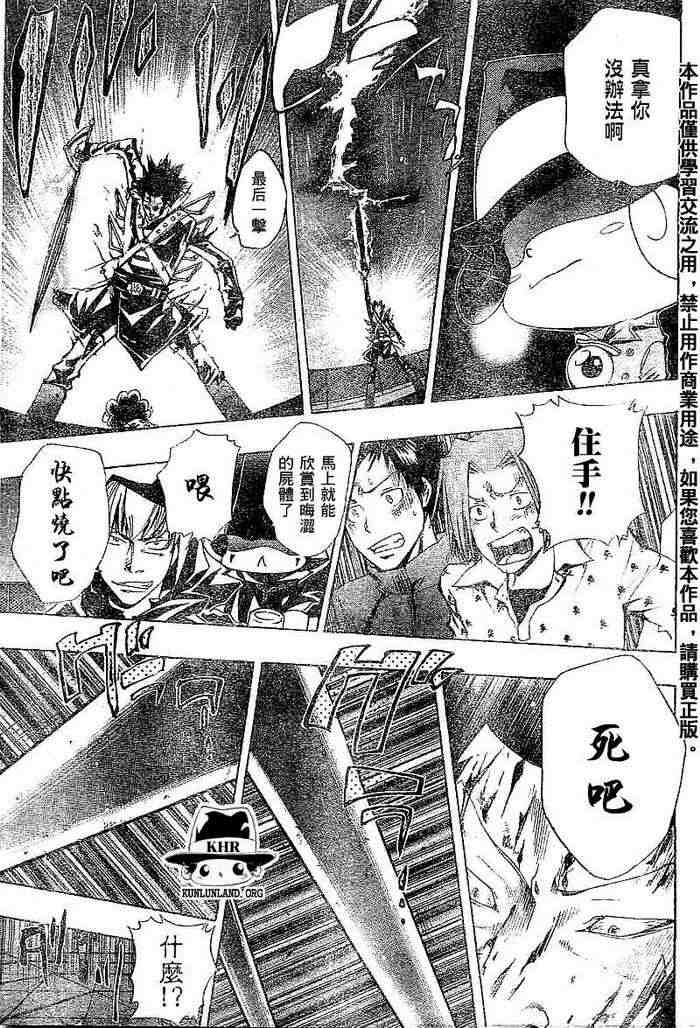 真拿你
沒辦法啊
最后一擊
住手!!
馬上就能
欣賞到晦澀
的屍體了
喂
快點燒了吧
死吧
什麼!?
KHR
KUNLUNLAND.ORG
本作品僅供學習交流之用，禁止用作商業用途，如果您喜歡本作品，請購買正版。